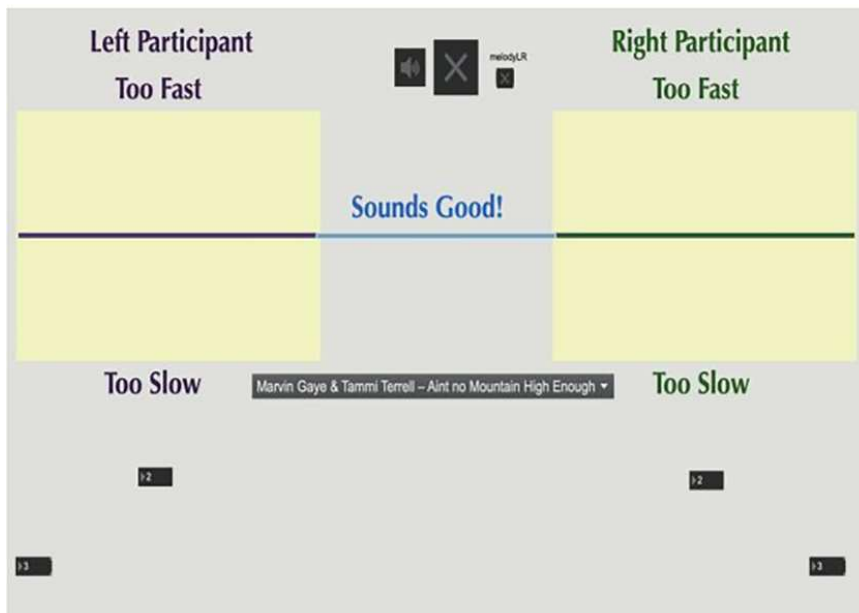 Left Participant
Right Participant
melodyLR
Too Fast
Too Fast
Sounds Good!
Too Slow
Marvin Gaye & Tammi Terrell – Aint no Mountain High Enough
Too Slow
2
2
3
3